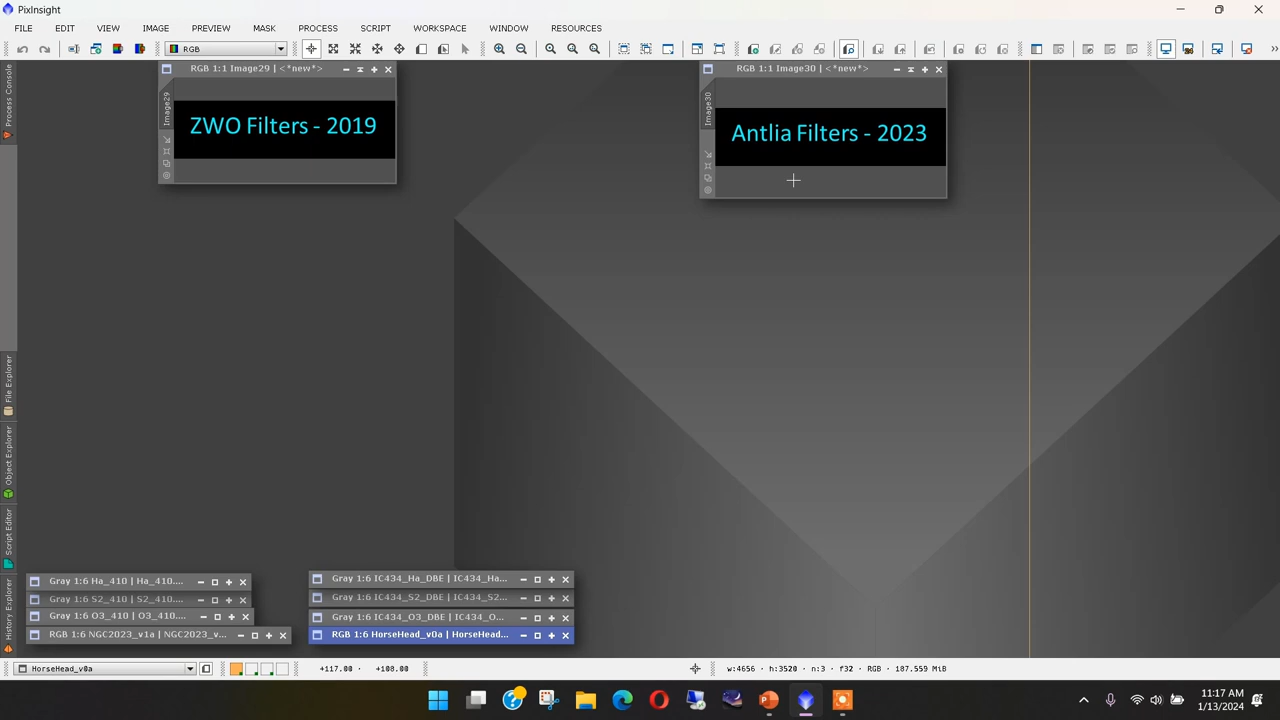 PixInsight
FILE EDIT VIEW IMAGE PREVIEW MASK PROCESS SCRIPT WORKSPACE WINDOW RESOURCES
RGB
RGB 1:1 Image29 | <*new*>
RGB 1:1 Image30 | <*new*>
Process Console
Image29
ZWO Filters - 2019
Image30
Antlia Filters - 2023
File Explorer
Object Explorer
Script Editor
History Explorer
Gray 1:6 Ha_410 | Ha_410....
Gray 1:6 S2_410 | S2_410....
Gray 1:6 O3_410 | O3_410....
RGB 1:6 NGC2023_v1a | NGC2023_v...
Gray 1:6 IC434_Ha_DBE | IC434_Ha...
Gray 1:6 IC434_S2_DBE | IC434_S2...
Gray 1:6 IC434_O3_DBE | IC434_O...
RGB 1:6 HorseHead_v0a | HorseHead...
HorseHead_v0a
+117.00 +108.00
w:4656 · h:3520 · n:3 · f32 · RGB · 187.559 MiB
11:17 AM
1/13/2024